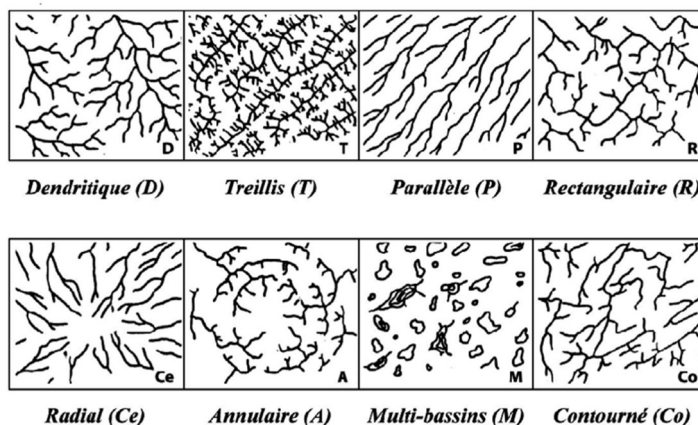 D T P R
Dendritique (D) Treillis (T) Parallèle (P) Rectangulaire (R)
Ce A M Co
Radial (Ce) Annulaire (A) Multi-bassins (M) Contourné (Co)